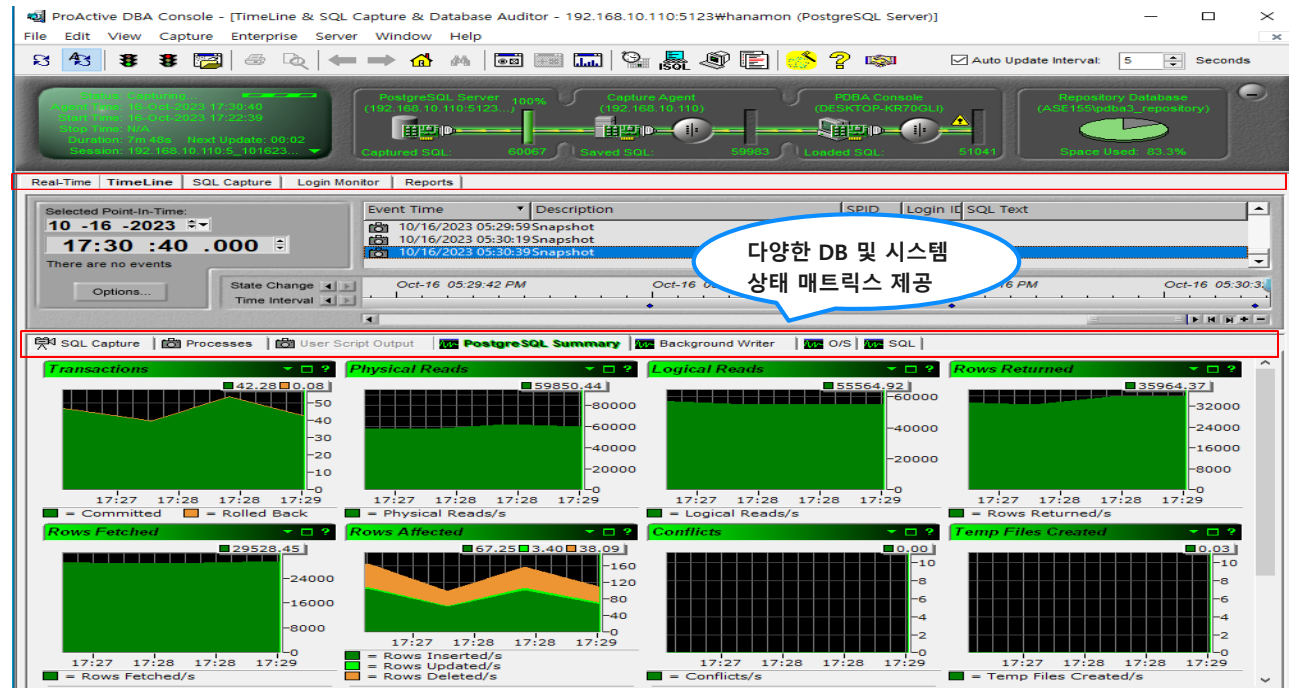 ProActive DBA Console - [TimeLine & SQL Capture & Database Auditor - 192.168.10.110:5123₩hanamon (PostgreSQL Server)]
File Edit View Capture Enterprise Server Window Help
ISQL
Auto Update Interval: 5 Seconds
Status: Capturing...
Agent Time: 16-Oct-2023 17:30:40
Start Time: 16-Oct-2023 17:22:39
Stop Time: N/A
Duration: 7m 48s Next Update: 00:02
Session: 192.168.10.110:5_101623...
PostgreSQL Server
(192.168.10.110:5123...)
100%
Captured SQL: 60067
Capture Agent
(192.168.10.110)
Saved SQL: 59983
PDBA Console
(DESKTOP-KR70GLI)
Loaded SQL: 51041
Repository Database
(ASE155\pdba3_repository)
Space Used: 83.3%
Real-Time TimeLine SQL Capture Login Monitor Reports
Selected Point-In-Time:
10 -16 -2023
17:30 :40 .000
There are no events
Options...
State Change
Time Interval
Event Time Description SPID Login ID SQL Text
10/16/2023 05:29:59 Snapshot
10/16/2023 05:30:19 Snapshot
10/16/2023 05:30:39 Snapshot
다양한 DB 및 시스템
상태 매트릭스 제공
Oct-16 05:29:42 PM Oct-16 PM Oct-16 05:30:3
SQL Capture Processes User Script Output PostgreSQL Summary Background Writer O/S SQL
Transactions
42.28 0.08
50
40
30
20
10
0
17:27 17:28 17:28 17:29
= Committed = Rolled Back
Physical Reads
59850.44
80000
60000
40000
20000
0
17:27 17:28 17:28 17:29
= Physical Reads/s
Logical Reads
55564.92
60000
40000
20000
0
17:27 17:28 17:28 17:29
= Logical Reads/s
Rows Returned
35964.37
32000
24000
16000
8000
0
17:27 17:28 17:28 17:29
= Rows Returned/s
Rows Fetched
29528.45
24000
16000
8000
0
17:27 17:28 17:28 17:29
= Rows Fetched/s
Rows Affected
67.25 3.40 38.09
160
120
80
40
0
17:27 17:28 17:28 17:29
= Rows Inserted/s
= Rows Updated/s
= Rows Deleted/s
Conflicts
0.00
10
8
6
4
2
0
17:27 17:28 17:28 17:29
= Conflicts/s
Temp Files Created
0.03
10
8
6
4
2
0
17:27 17:28 17:28 17:29
= Temp Files Created/s